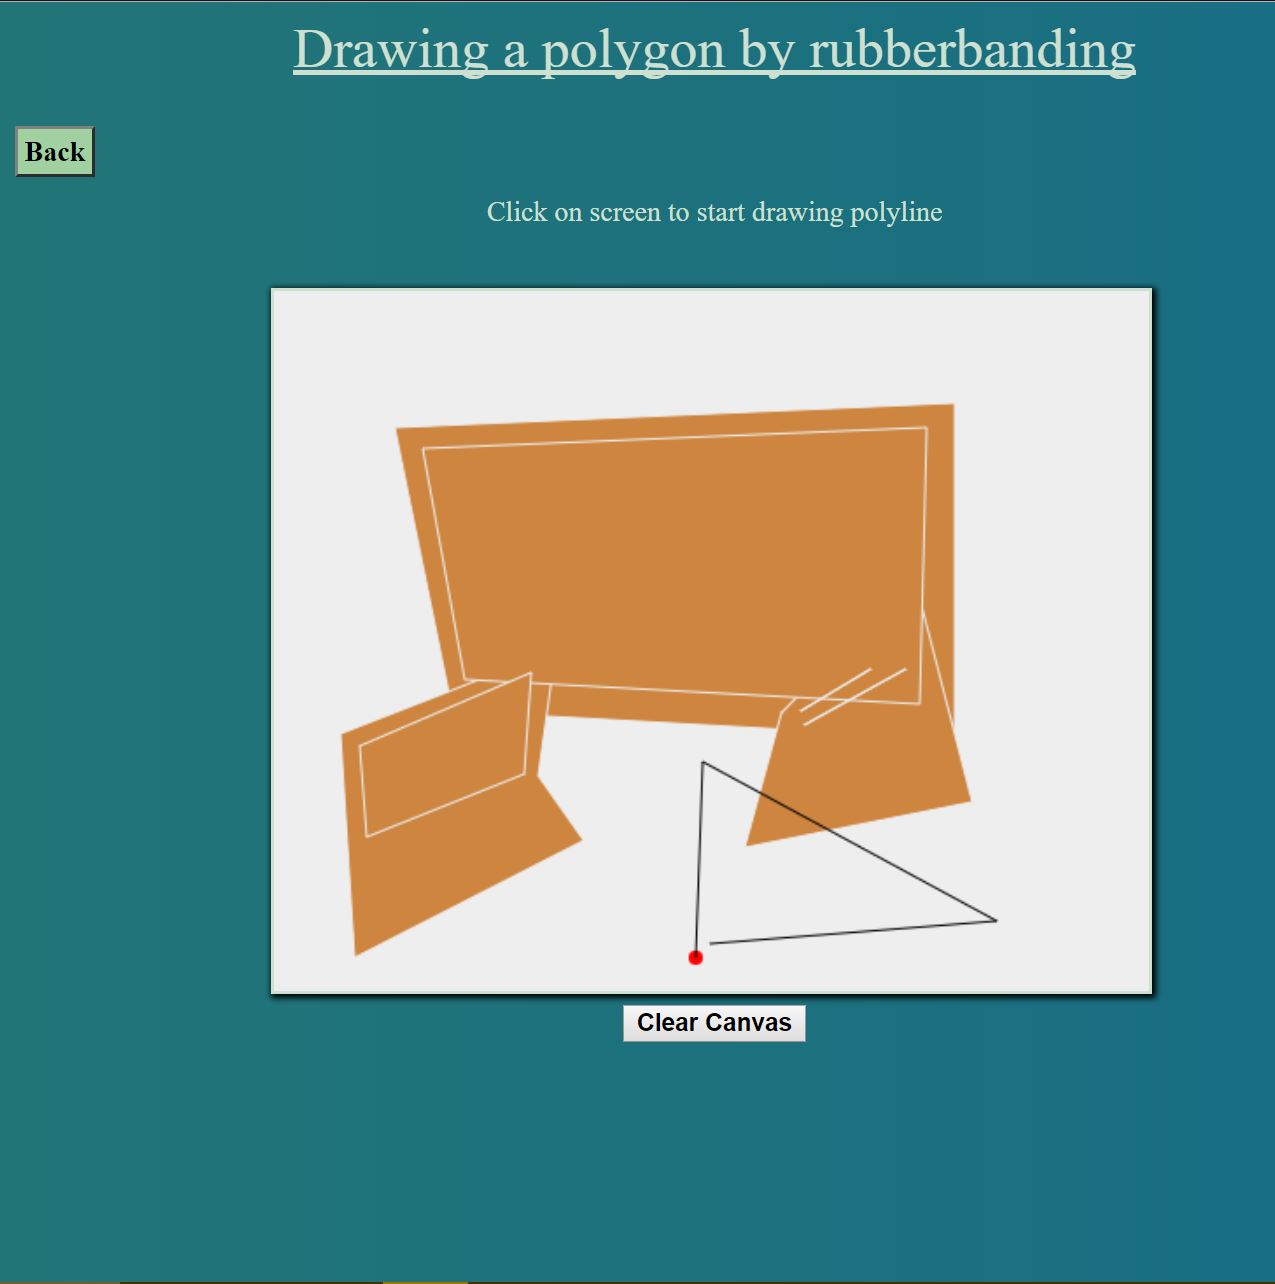 Drawing a polygon by rubberbanding
Back
Click on screen to start drawing polyline
Clear Canvas